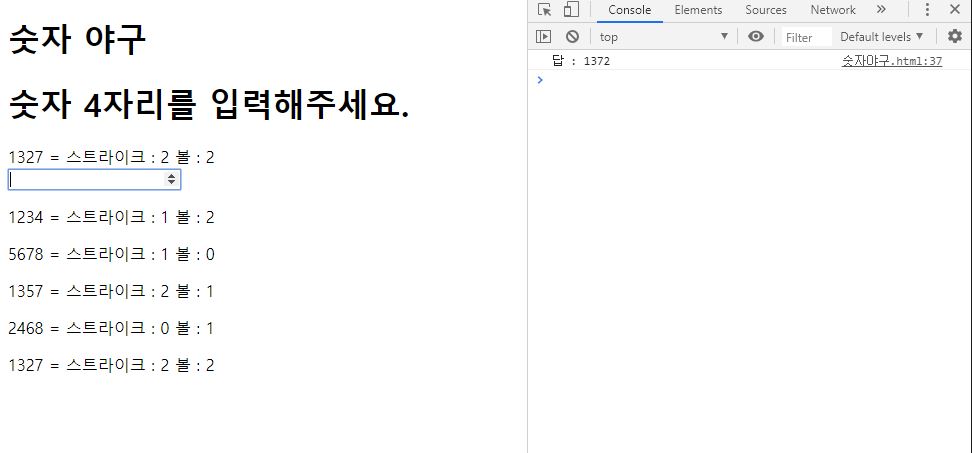 숫자 야구
숫자 4자리를 입력해주세요.
1327 = 스트라이크 : 2 볼 : 2
1234 = 스트라이크 : 1 볼 : 2
5678 = 스트라이크 : 1 볼 : 0
1357 = 스트라이크 : 2 볼 : 1
2468 = 스트라이크 : 0 볼 : 1
1327 = 스트라이크 : 2 볼 : 2
Console Elements Sources Network »
top Filter Default levels
답 : 1372 숫자야구.html:37